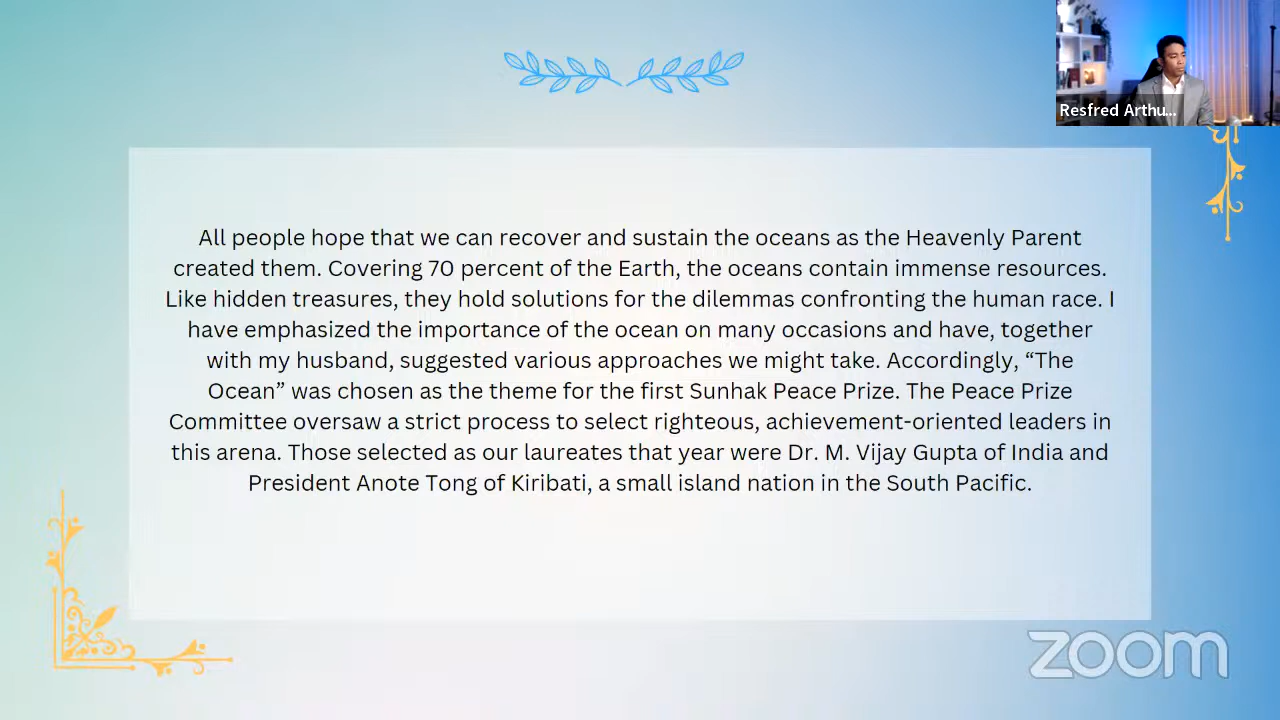 Resfred Arthu...
All people hope that we can recover and sustain the oceans as the Heavenly Parent
created them. Covering 70 percent of the Earth, the oceans contain immense resources.
Like hidden treasures, they hold solutions for the dilemmas confronting the human race. I
have emphasized the importance of the ocean on many occasions and have, together
with my husband, suggested various approaches we might take. Accordingly, “The
Ocean” was chosen as the theme for the first Sunhak Peace Prize. The Peace Prize
Committee oversaw a strict process to select righteous, achievement-oriented leaders in
this arena. Those selected as our laureates that year were Dr. M. Vijay Gupta of India and
President Anote Tong of Kiribati, a small island nation in the South Pacific.
zoom